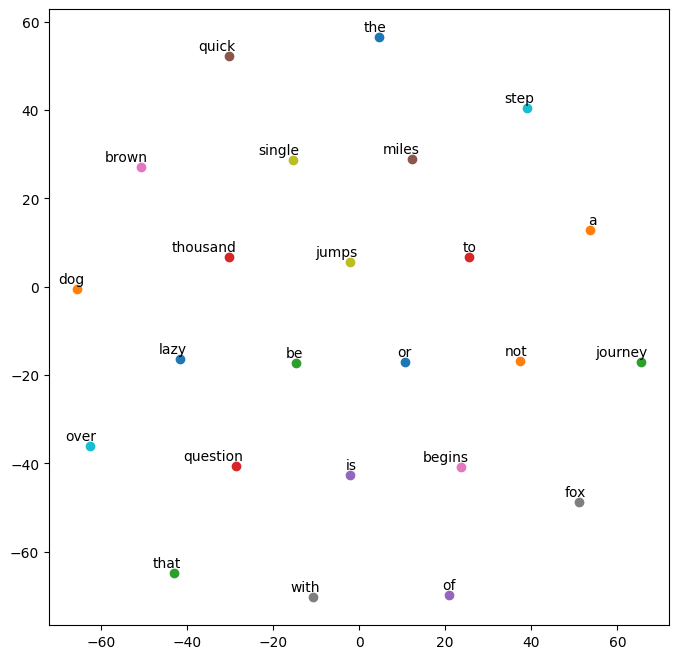 the
quick
step
single
miles
brown
a
thousand
to
jumps
dog
lazy
be
or
not
journey
over
question
is
begins
fox
that
with
of
60
40
20
0
−20
−40
−60
−60
−40
−20
0
20
40
60